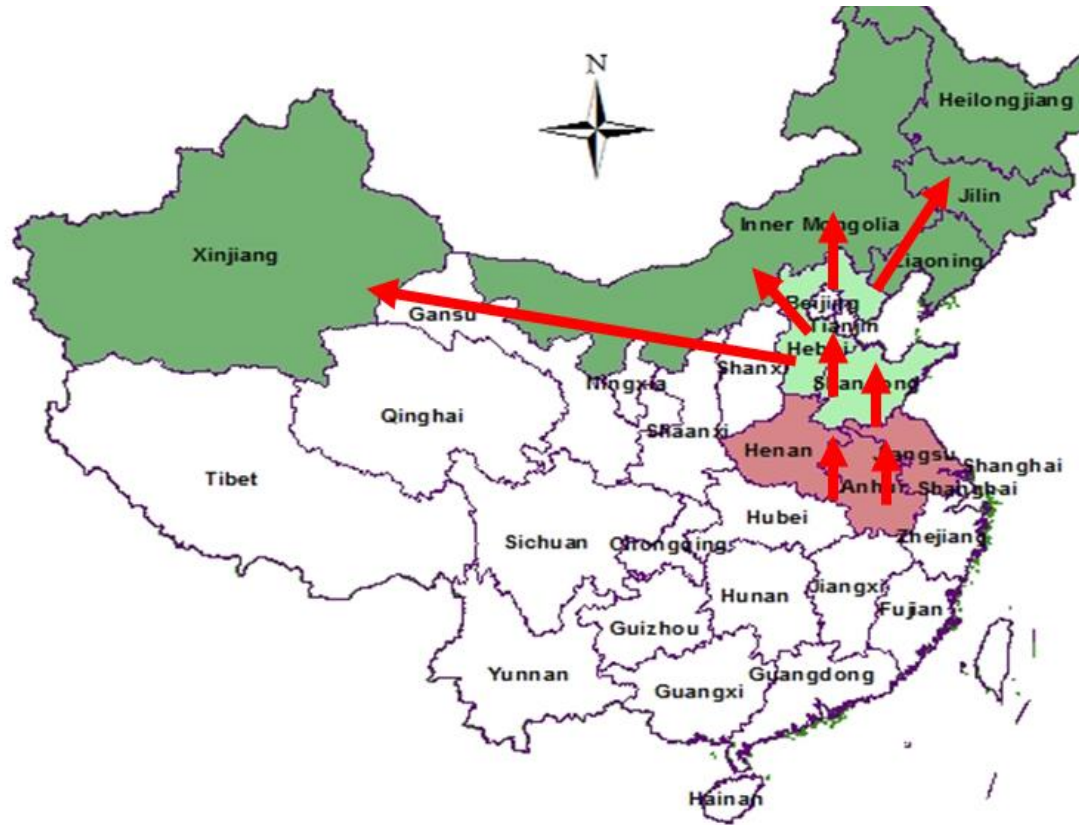 N
Heilongjiang
Jilin
Inner Mongolia
Liaoning
Xinjiang
Beijing
Gansu
Tianjin
Hebei
Shanxi
Shandong
Ningxia
Qinghai
Shaanxi
Henan
Jiangsu
Shanghai
Tibet
Anhui
Shanghai
Hubei
Zhejiang
Sichuan
Chongqing
Hunan
Jiangxi
Fujian
Guizhou
Yunnan
Guangdong
Guangxi
Hainan